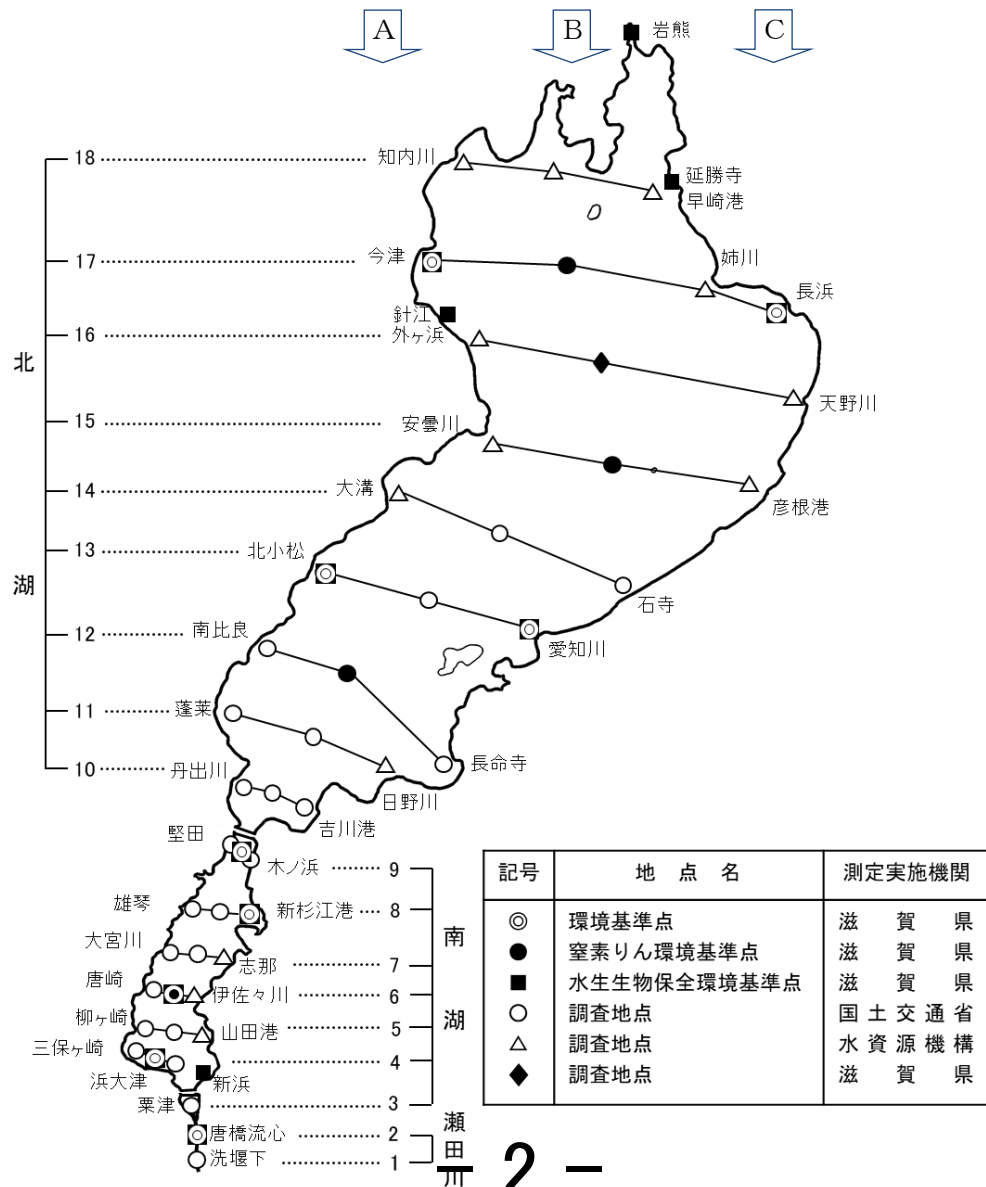 A B C
岩熊
18 知内川
延勝寺
早崎港
17 今津
姉川
長浜
針江
16 外ヶ浜
天野川
15 安曇川
北
14 大溝
彦根港
13 北小松
湖
石寺
12 南比良
愛知川
11 蓬莱
10 丹出川
長命寺
日野川
吉川港
堅田
木ノ浜 9
雄琴
新杉江港 8
南
大宮川
志那 7
唐崎
伊佐々川 6
湖
柳ヶ崎
山田港 5
三保ヶ崎
4
浜大津
新浜
粟津 3
瀬
唐橋流心 2
田
洗堰下 1
川
記号 地点名 測定実施機関
◎ 環境基準点 滋賀県
● 窒素りん環境基準点 滋賀県
■ 水生生物保全環境基準点 滋賀県
○ 調査地点 国土交通省
△ 調査地点 水資源機構
◆ 調査地点 滋賀県
- 2 -